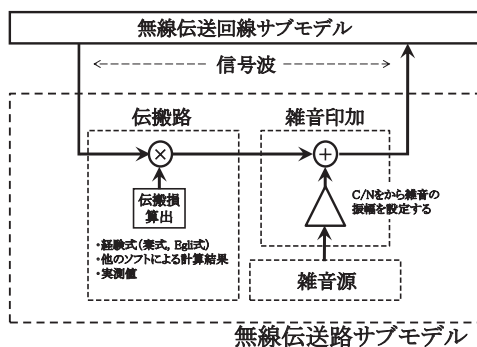 無線伝送回線サブモデル
信号波
伝搬路
雑音印加
×
+
伝搬損
算出
C/Nをから雑音の
振幅を設定する
・経験式(秦式, Egli式)
・他のソフトによる計算結果
・実測値
雑音源
無線伝送路サブモデル